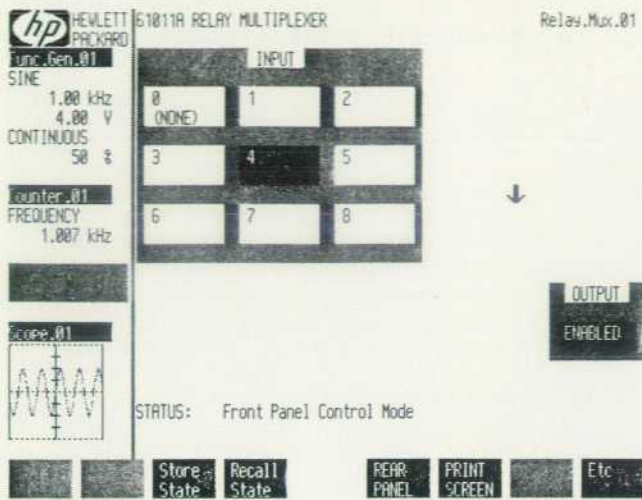 hp HEWLETT PACKARD
61011A RELAY MULTIPLEXER
Relay.Mux.01
Func.Gen.01
SINE
1.00 kHz
4.00 V
CONTINUOUS
50 %
Counter.01
FREQUENCY
1.007 kHz
Scope.01
INPUT
0 (NONE)
1
2
3
4
5
6
7
8
OUTPUT
ENABLED
STATUS: Front Panel Control Mode
Store State
Recall State
REAR PANEL
PRINT SCREEN
Etc